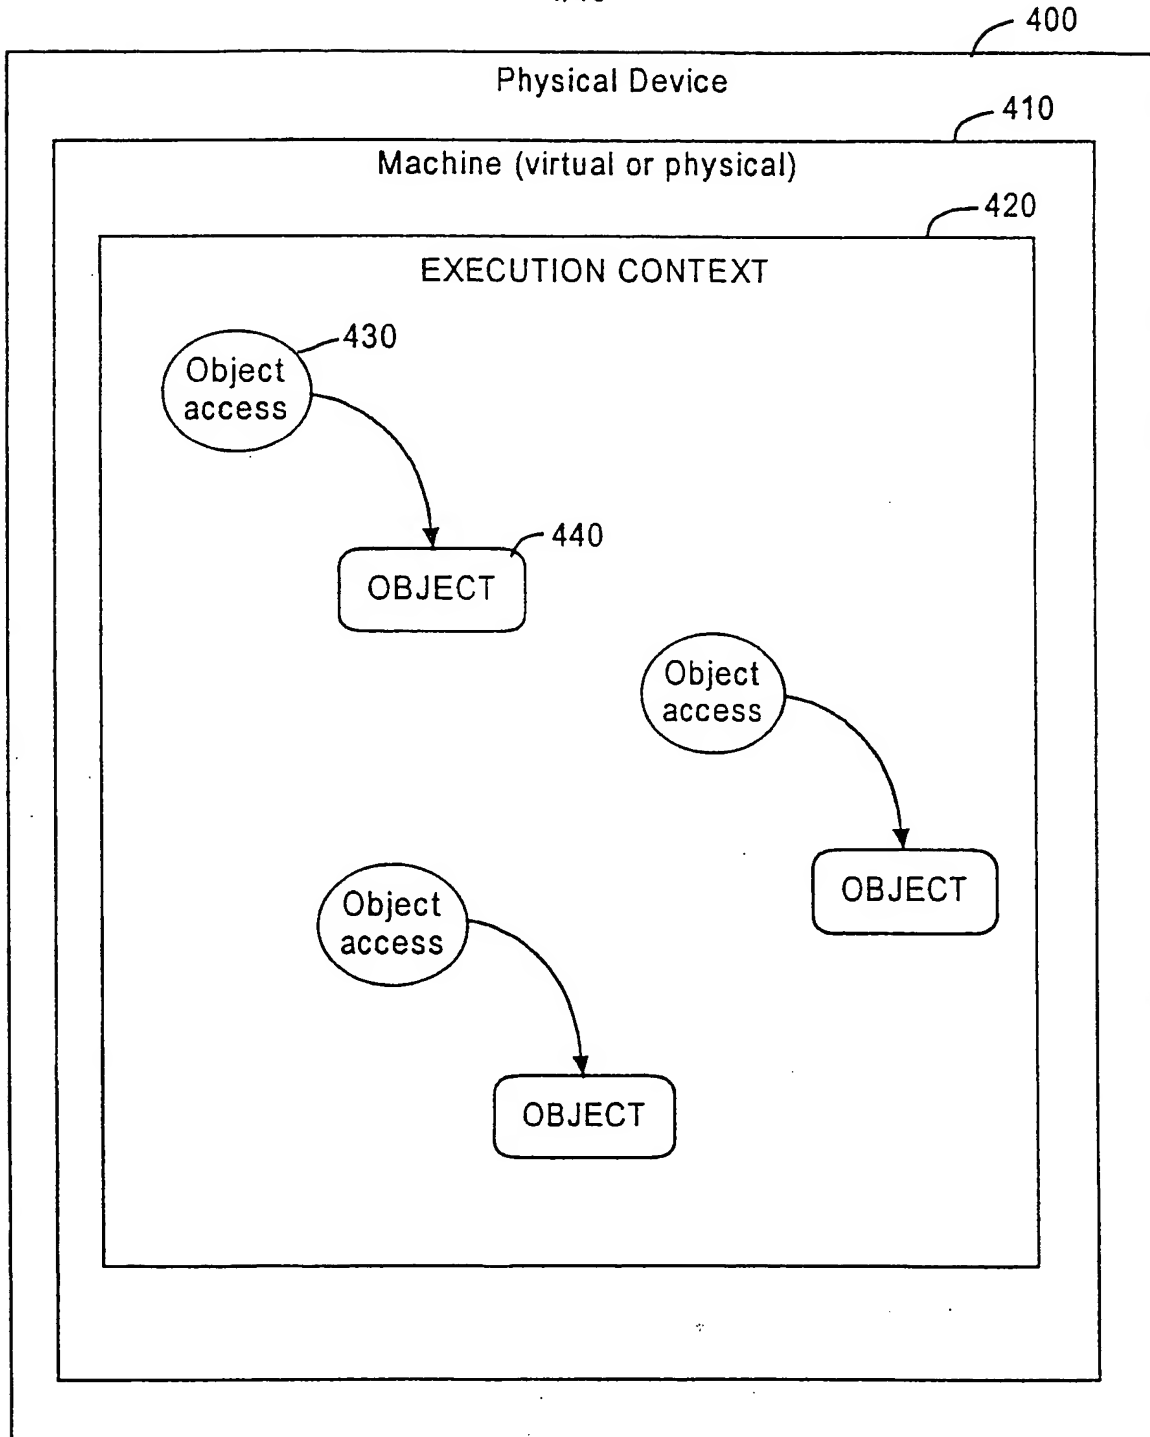 400
Physical Device
410
Machine (virtual or physical)
420
EXECUTION CONTEXT
430
Object
access
440
OBJECT
Object
access
OBJECT
Object
access
OBJECT